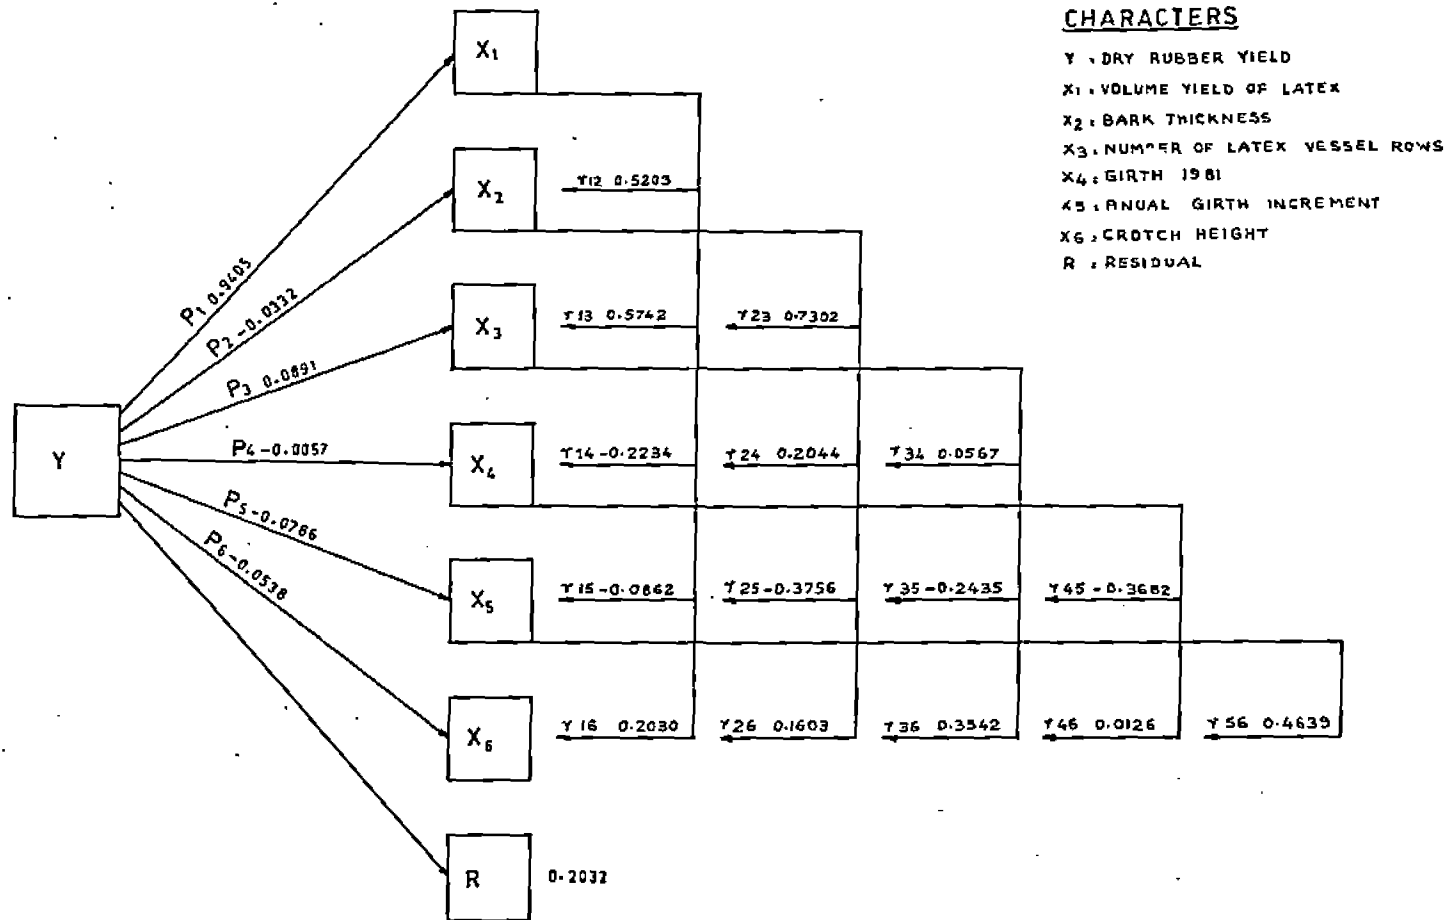 CHARACTERS
Y : DRY RUBBER YIELD
X1 : VOLUME YIELD OF LATEX
X2 : BARK THICKNESS
X3 : NUMBER OF LATEX VESSEL ROWS
X4 : GIRTH 1981
X5 : ANUAL GIRTH INCREMENT
X6 : CROTCH HEIGHT
R : RESIDUAL
X1
X2
r12 0.5203
P1 0.9405
P2 -0.0332
X3
r13 0.5742
r23 0.7302
P3 0.0891
Y
P4 -0.0057
X4
r14 -0.2234
r24 0.2044
r34 0.0567
P5 -0.0786
P6 -0.0538
X5
r15 -0.0862
r25 -0.3756
r35 -0.2435
r45 -0.3682
X6
r16 0.2030
r26 0.1603
r36 0.3542
r46 0.0126
r56 0.4639
R
0.2032